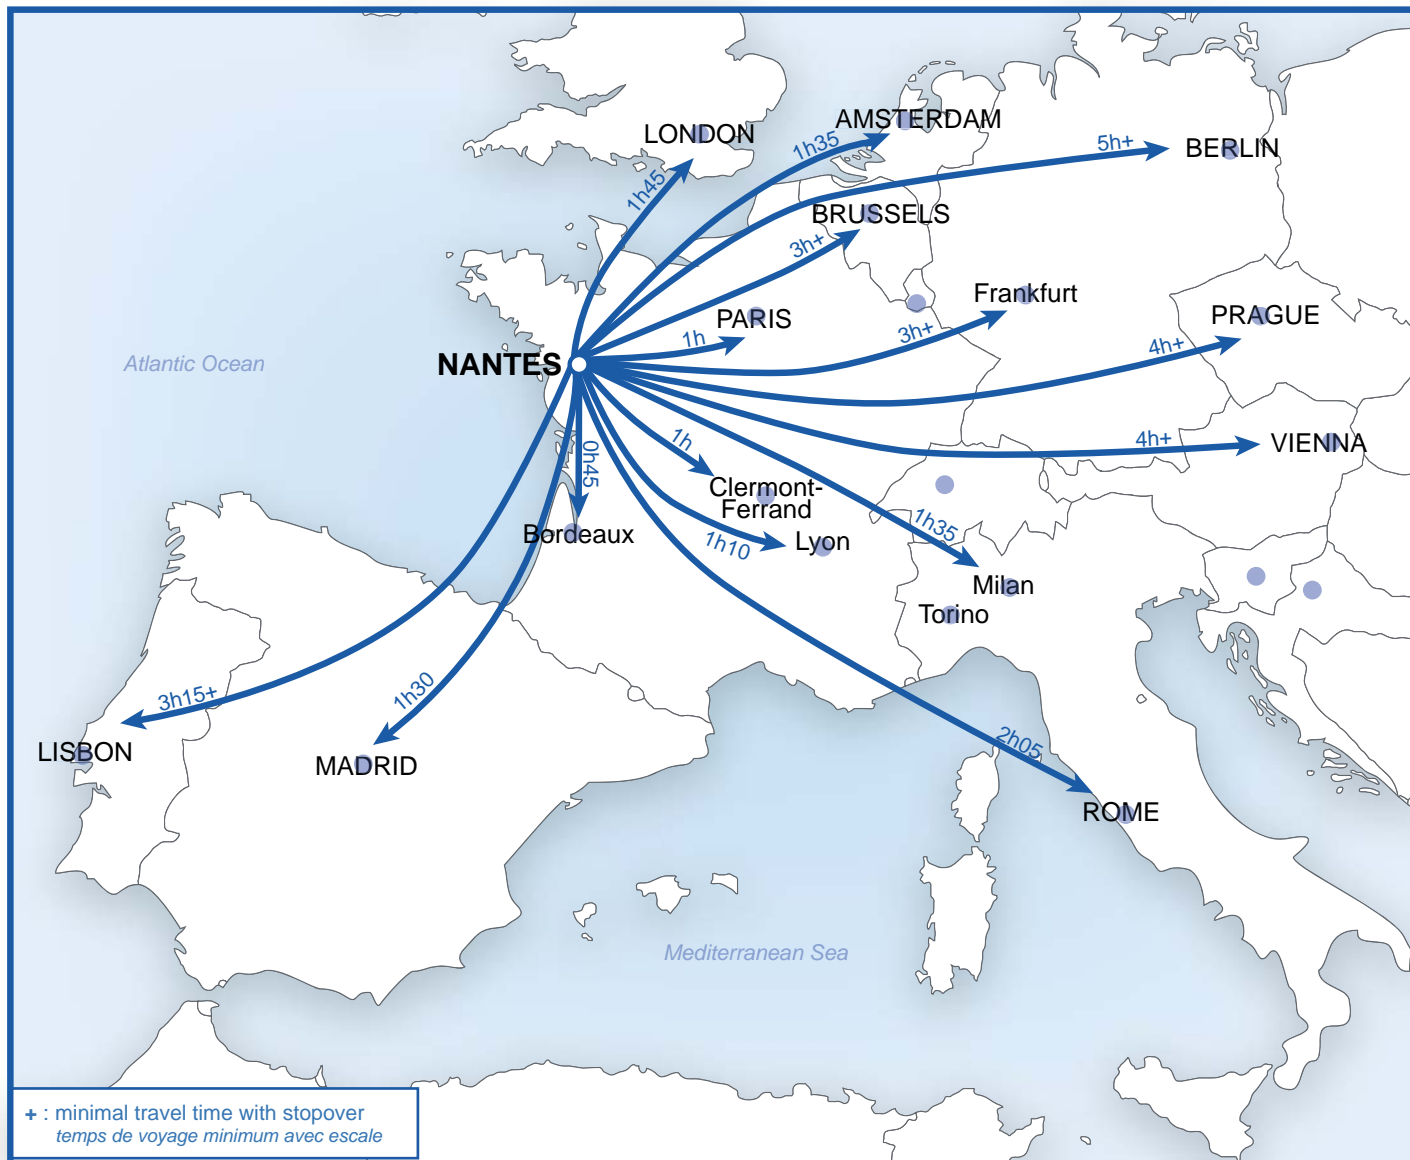 AMSTERDAM
LONDON
1h35
5h+
BERLIN
1h45
BRUSSELS
3h+
Frankfurt
PARIS
PRAGUE
1h
3h+
4h+
Atlantic Ocean
NANTES
1h
4h+
VIENNA
0h45
Clermont-
Ferrand
1h35
Bordeaux
1h10
Lyon
Milan
Torino
3h15+
1h30
2h05
LISBON
MADRID
ROME
Mediterranean Sea
+ : minimal travel time with stopover
temps de voyage minimum avec escale